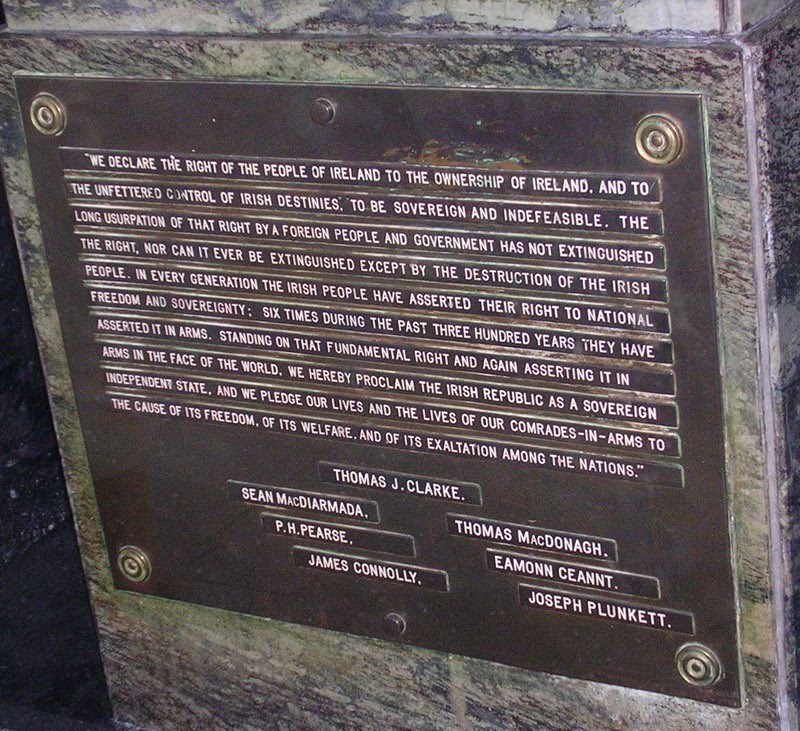 "WE DECLARE THE RIGHT OF THE PEOPLE OF IRELAND TO THE OWNERSHIP OF IRELAND, AND TO
THE UNFETTERED CONTROL OF IRISH DESTINIES, TO BE SOVEREIGN AND INDEFEASIBLE. THE
LONG USURPATION OF THAT RIGHT BY A FOREIGN PEOPLE AND GOVERNMENT HAS NOT EXTINGUISHED
THE RIGHT, NOR CAN IT EVER BE EXTINGUISHED EXCEPT BY THE DESTRUCTION OF THE IRISH
PEOPLE. IN EVERY GENERATION THE IRISH PEOPLE HAVE ASSERTED THEIR RIGHT TO NATIONAL
FREEDOM AND SOVEREIGNTY; SIX TIMES DURING THE PAST THREE HUNDRED YEARS THEY HAVE
ASSERTED IT IN ARMS. STANDING ON THAT FUNDAMENTAL RIGHT AND AGAIN ASSERTING IT IN
ARMS IN THE FACE OF THE WORLD, WE HEREBY PROCLAIM THE IRISH REPUBLIC AS A SOVEREIGN
INDEPENDENT STATE, AND WE PLEDGE OUR LIVES AND THE LIVES OF OUR COMRADES-IN-ARMS TO
THE CAUSE OF ITS FREEDOM, OF ITS WELFARE, AND OF ITS EXALTATION AMONG THE NATIONS."
THOMAS J. CLARKE.
SEAN MACDIARMADA,
P.H. PEARSE,
JAMES CONNOLLY,
THOMAS MACDONAGH.
EAMONN CEANNT.
JOSEPH PLUNKETT.